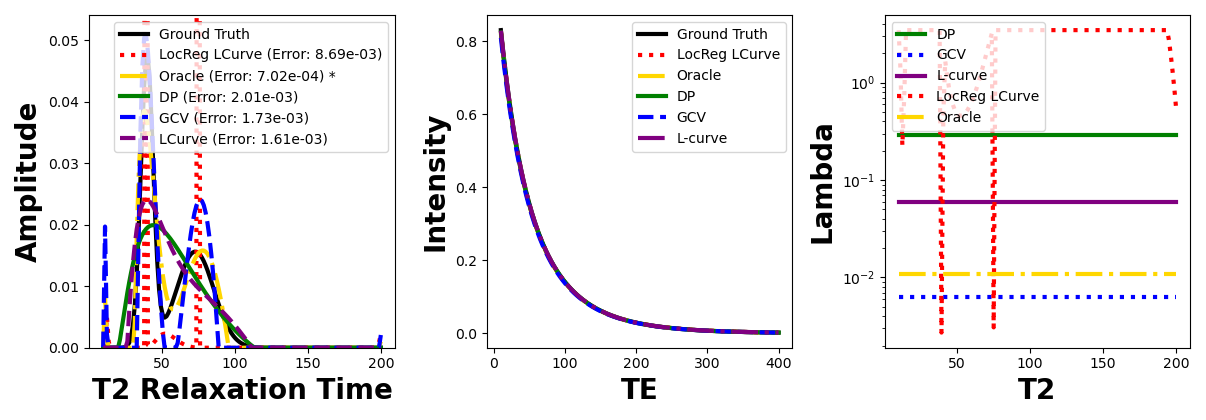 Amplitude
0.05
0.04
0.03
0.02
0.01
0.00
50
100
150
200
T2 Relaxation Time
Ground Truth
LocReg LCurve (Error: 8.69e-03)
Oracle (Error: 7.02e-04) *
DP (Error: 2.01e-03)
GCV (Error: 1.73e-03)
LCurve (Error: 1.61e-03)
Intensity
0.8
0.6
0.4
0.2
0.0
0
100
200
300
400
TE
Ground Truth
LocReg LCurve
Oracle
DP
GCV
L-curve
Lambda
10⁰
10⁻¹
10⁻²
50
100
150
200
T2
DP
GCV
L-curve
LocReg LCurve
Oracle